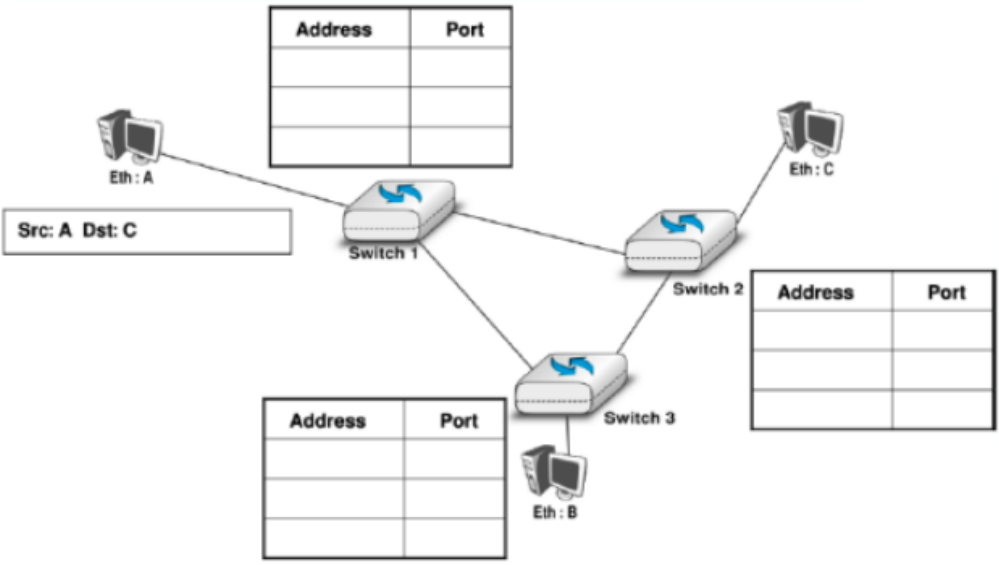 Address Port
Eth : A
Eth : C
Src: A Dst: C
Switch 1
Switch 2
Address Port
Address Port
Switch 3
Eth : B